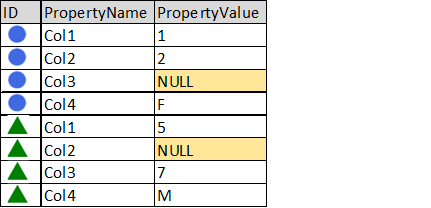 ID PropertyName PropertyValue
Col1 1
Col2 2
Col3 NULL
Col4 F
Col1 5
Col2 NULL
Col3 7
Col4 M